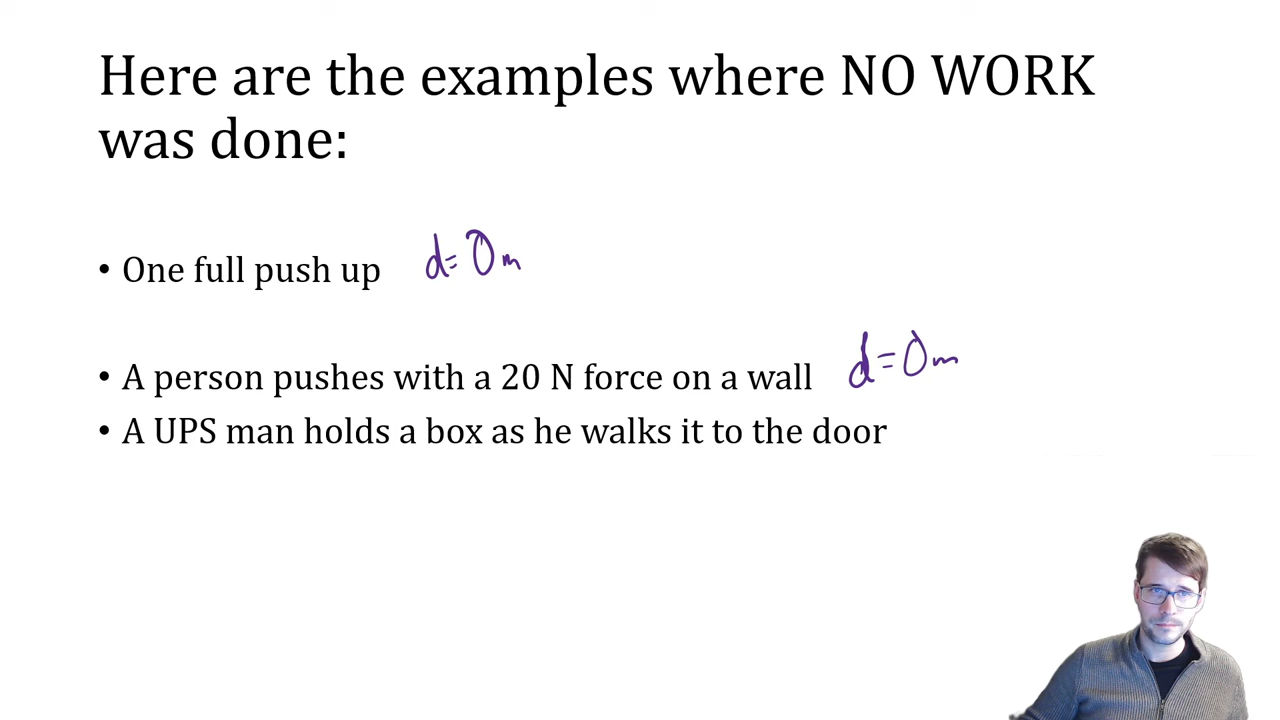 Here are the examples where NO WORK
was done:
• One full push up d= 0m
• A person pushes with a 20 N force on a wall d=0m
• A UPS man holds a box as he walks it to the door